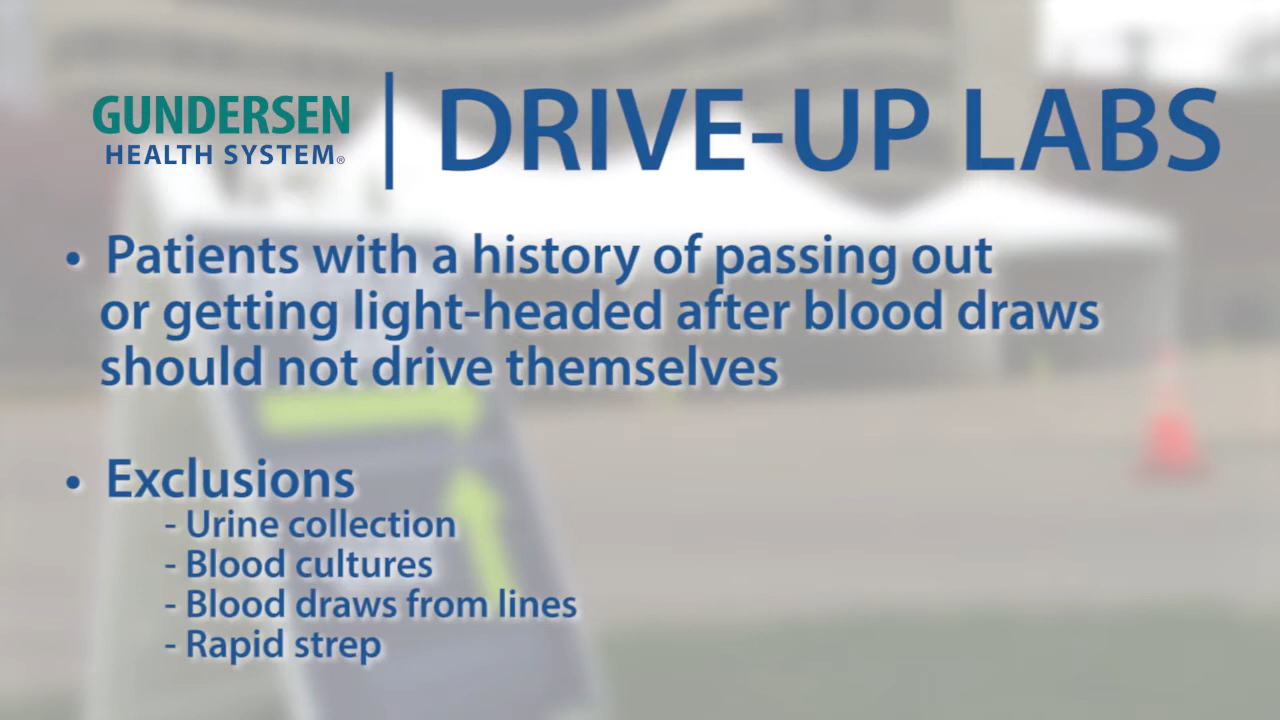 GUNDERSEN
HEALTH SYSTEM®
DRIVE-UP LABS
• Patients with a history of passing out
or getting light-headed after blood draws
should not drive themselves
• Exclusions
- Urine collection
- Blood cultures
- Blood draws from lines
- Rapid strep